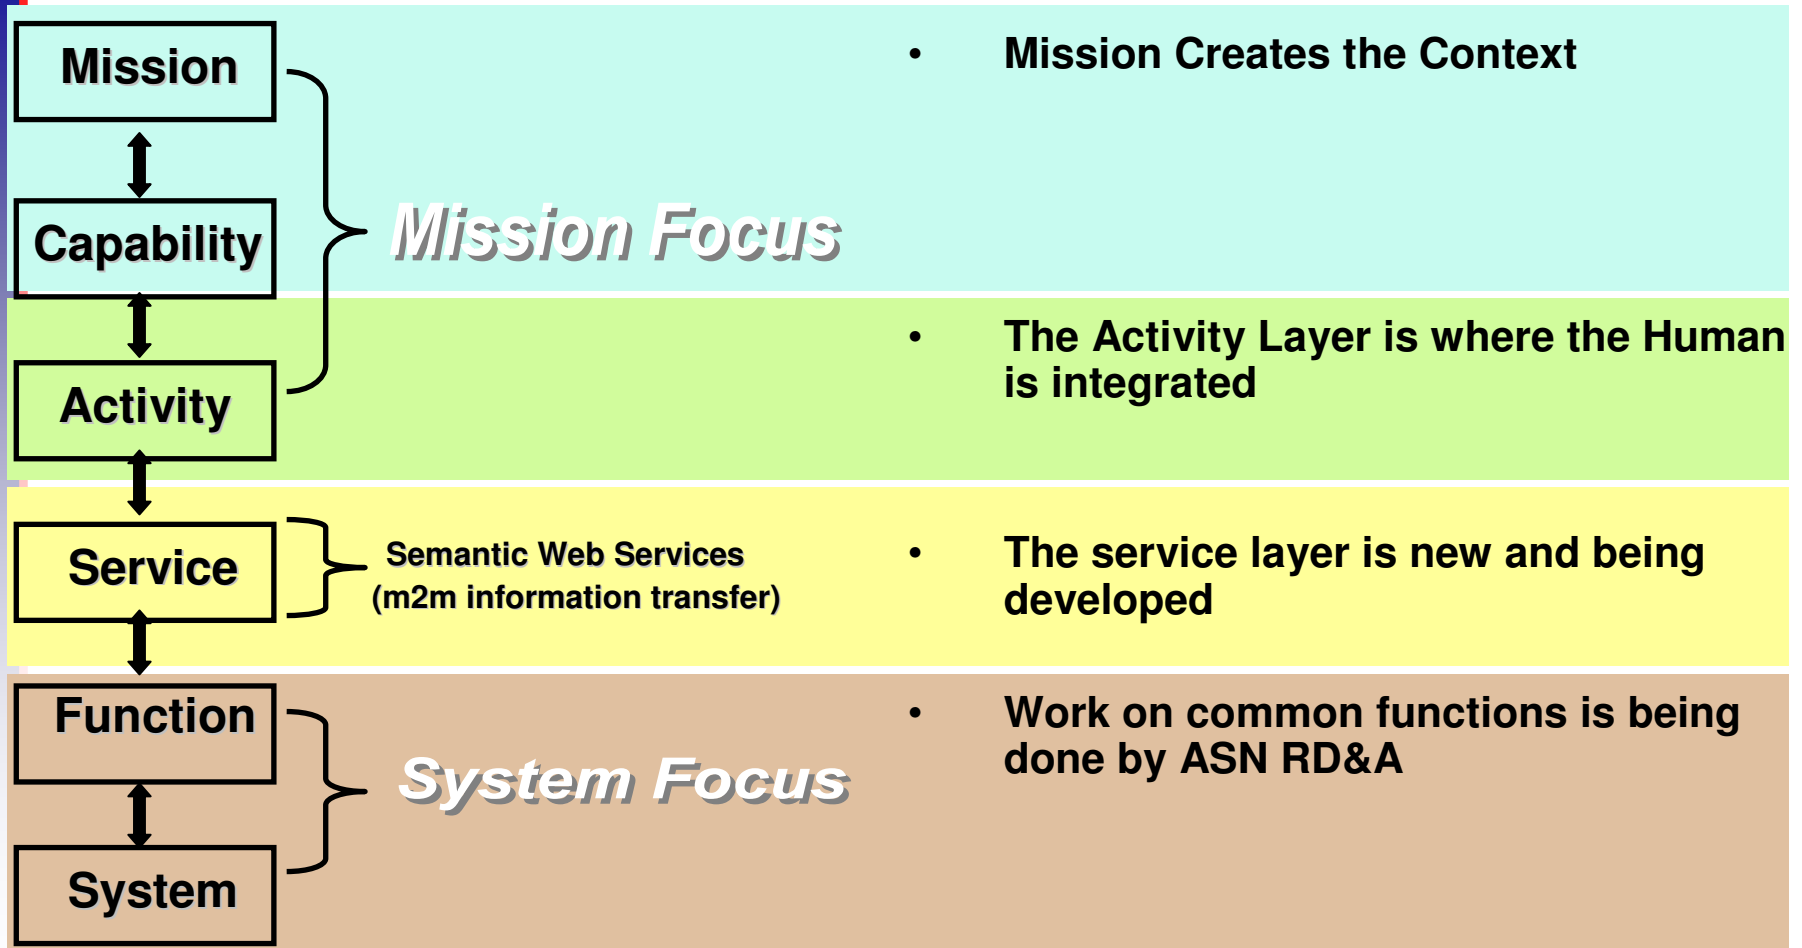 Mission
Capability
Activity
Service
Function
System
Mission Focus
Semantic Web Services
(m2m information transfer)
System Focus
• Mission Creates the Context
• The Activity Layer is where the Human
is integrated
• The service layer is new and being
developed
• Work on common functions is being
done by ASN RD&A